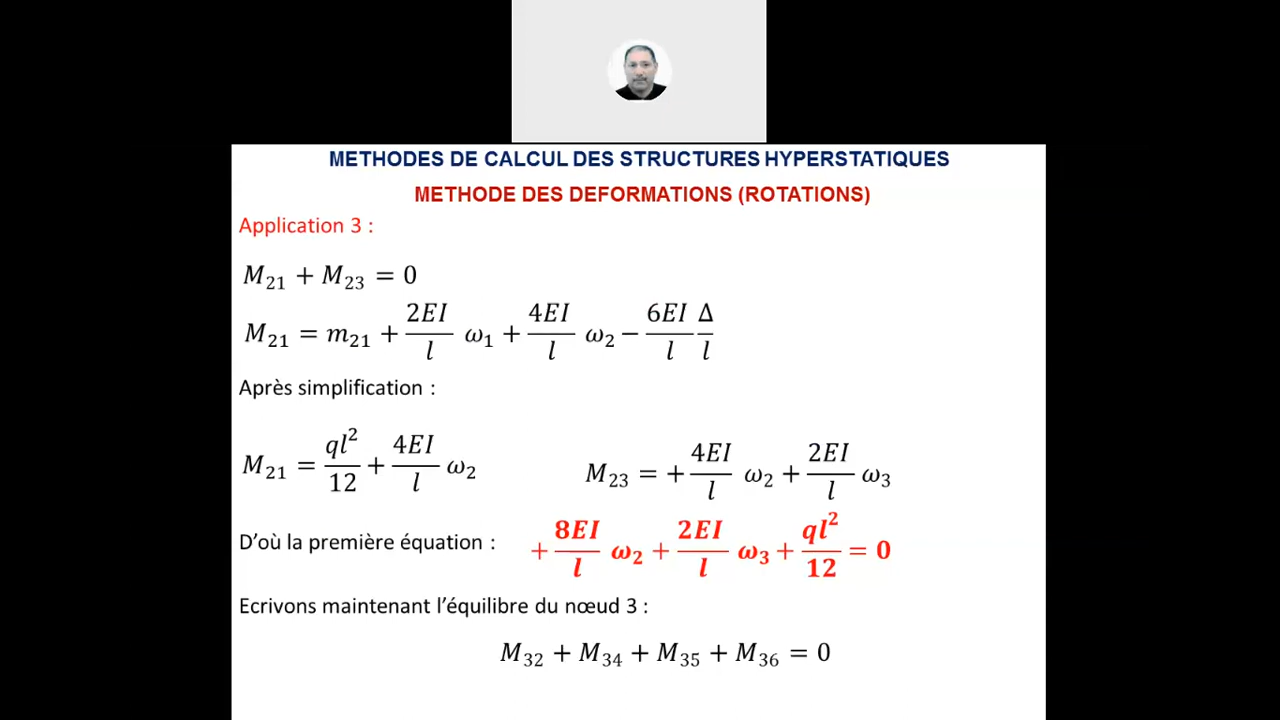 METHODES DE CALCUL DES STRUCTURES HYPERSTATIQUES
METHODE DES DEFORMATIONS (ROTATIONS)
Application 3 :
M₂₁ + M₂₃ = 0
M₂₁ = m₂₁ + 2EI/l ω₁ + 4EI/l ω₂ − 6EI/l Δ/l
Après simplification :
M₂₁ = ql²/12 + 4EI/l ω₂
M₂₃ = + 4EI/l ω₂ + 2EI/l ω₃
D’où la première équation : + 8EI/l ω₂ + 2EI/l ω₃ + ql²/12 = 0
Ecrivons maintenant l’équilibre du nœud 3 :
M₃₂ + M₃₄ + M₃₅ + M₃₆ = 0